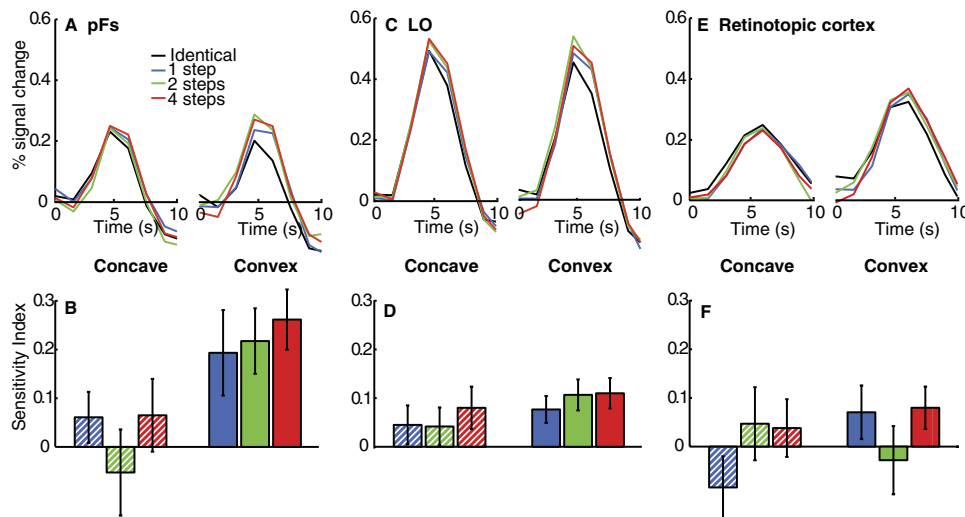 A pFs
C LO
E Retinotopic cortex
% signal change
0.6
0.4
0.2
0
Identical
1 step
2 steps
4 steps
0 5 10
Time (s)
0 5 10
Time (s)
0.6
0.4
0.2
0
0 5 10
Time (s)
0 5 10
Time (s)
0.6
0.4
0.2
0
0 5 10
Time (s)
0 5 10
Time (s)
Concave Convex Concave Convex Concave Convex
B
D
F
Sensitivity Index
0.3
0.2
0.1
0
0.3
0.2
0.1
0
0.3
0.2
0.1
0